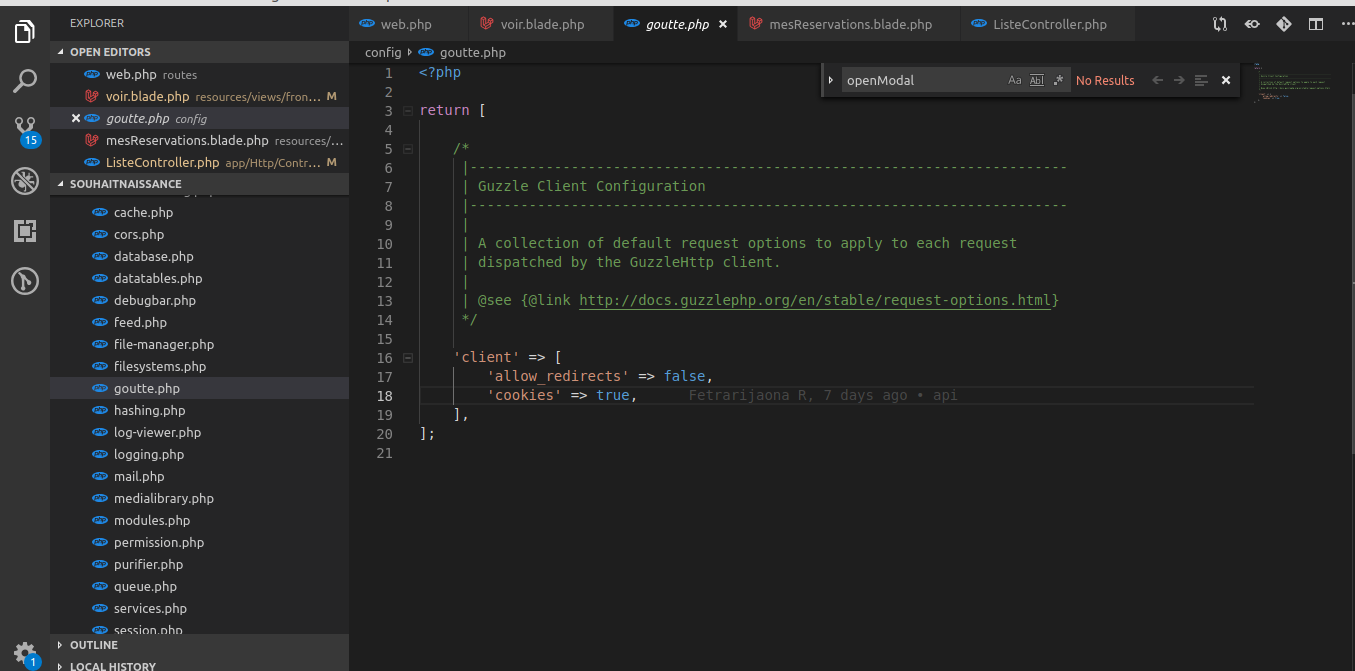 EXPLORER
OPEN EDITORS
web.php routes
voir.blade.php resources/views/fron... M
goutte.php config
mesReservations.blade.php resources/...
ListeController.php app/Http/Contr... M
SOUHAITNAISSANCE
cache.php
cors.php
database.php
datatables.php
debugbar.php
feed.php
file-manager.php
filesystems.php
goutte.php
hashing.php
log-viewer.php
logging.php
mail.php
medialibrary.php
modules.php
permission.php
purifier.php
queue.php
services.php
session.php
OUTLINE
LOCAL HISTORY
15
1
web.php voir.blade.php goutte.php mesReservations.blade.php ListeController.php
config goutte.php
openModal Aa Abl .* No Results
1 <?php
2
3 return [
4
5 /*
6 |----------------------------------------------------------------------
7 | Guzzle Client Configuration
8 |----------------------------------------------------------------------
9 |
10 | A collection of default request options to apply to each request
11 | dispatched by the GuzzleHttp client.
12 |
13 | @see {@link http://docs.guzzlephp.org/en/stable/request-options.html}
14 */
15
16 'client' => [
17 'allow_redirects' => false,
18 'cookies' => true, Fetrarijaona R, 7 days ago • api
19 ],
20 ];
21